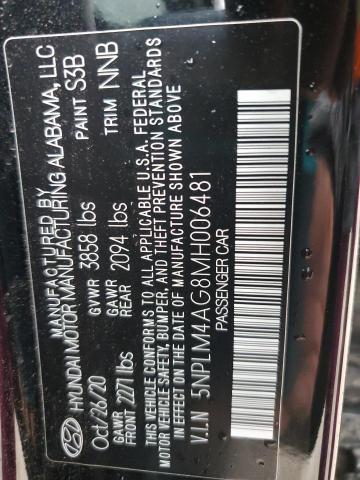 MANUFACTURED BY
HYUNDAI MOTOR MANUFACTURING ALABAMA, LLC
Oct/26/20 GVWR 3858 lbs PAINT S3B
GAWR FRONT 2271 lbs GAWR REAR 2094 lbs TRIM NNB
THIS VEHICLE CONFORMS TO ALL APPLICABLE U.S.A. FEDERAL
MOTOR VEHICLE SAFETY, BUMPER, AND THEFT PREVENTION STANDARDS
IN EFFECT ON THE DATE OF MANUFACTURE SHOWN ABOVE
V.I.N 5NPLM4AG8MH006481
PASSENGER CAR